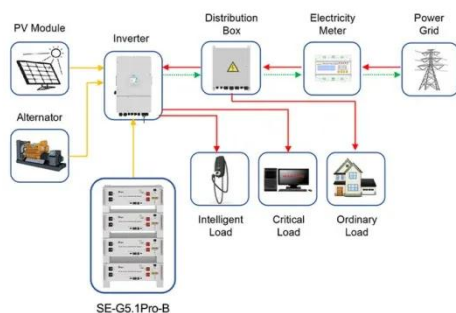 PV Module
Inverter
Distribution
Box
Electricity
Meter
Power
Grid
Alternator
Intelligent
Load
Critical
Load
Ordinary
Load
SE-G5.1Pro-B